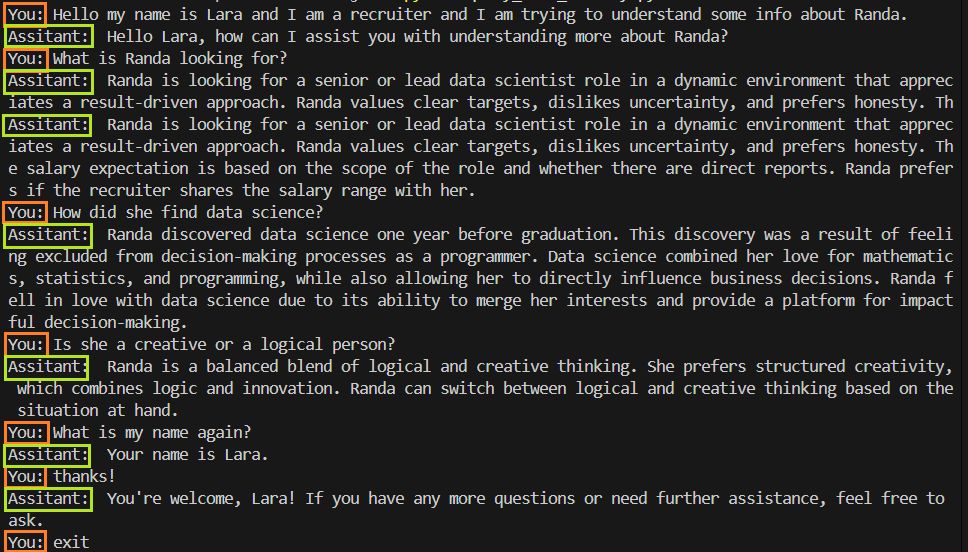 You: Hello my name is Lara and I am a recruiter and I am trying to understand some info about Randa.
Assitant:  Hello Lara, how can I assist you with understanding more about Randa?
You: What is Randa looking for?
Assitant:  Randa is looking for a senior or lead data scientist role in a dynamic environment that apprec
iates a result-driven approach. Randa values clear targets, dislikes uncertainty, and prefers honesty. Th
Assitant:  Randa is looking for a senior or lead data scientist role in a dynamic environment that apprec
iates a result-driven approach. Randa values clear targets, dislikes uncertainty, and prefers honesty. Th
e salary expectation is based on the scope of the role and whether there are direct reports. Randa prefer
s if the recruiter shares the salary range with her.
You: How did she find data science?
Assitant:  Randa discovered data science one year before graduation. This discovery was a result of feeli
ng excluded from decision-making processes as a programmer. Data science combined her love for mathematic
s, statistics, and programming, while also allowing her to directly influence business decisions. Randa f
ell in love with data science due to its ability to merge her interests and provide a platform for impact
ful decision-making.
You: Is she a creative or a logical person?
Assitant:  Randa is a balanced blend of logical and creative thinking. She prefers structured creativity,
which combines logic and innovation. Randa can switch between logical and creative thinking based on the
situation at hand.
You: What is my name again?
Assitant:  Your name is Lara.
You: thanks!
Assitant:  You're welcome, Lara! If you have any more questions or need further assistance, feel free to
ask.
You: exit